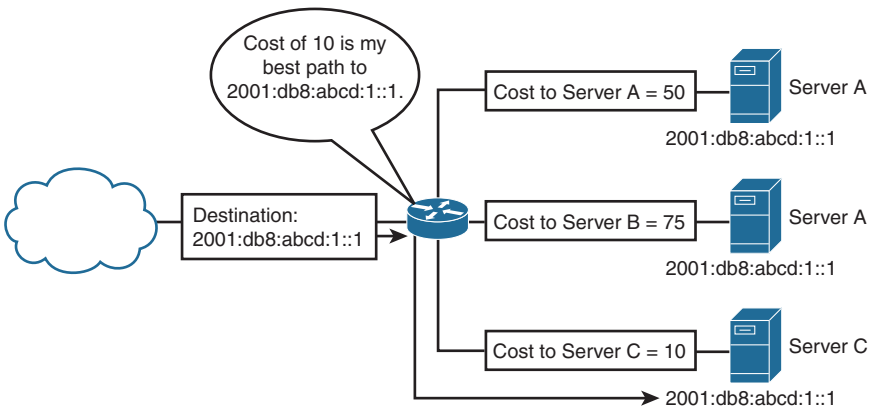 Cost of 10 is my
best path to
2001:db8:abcd:1::1.
Cost to Server A = 50
Server A
2001:db8:abcd:1::1
Destination:
2001:db8:abcd:1::1
Cost to Server B = 75
Server A
2001:db8:abcd:1::1
Cost to Server C = 10
Server C
2001:db8:abcd:1::1